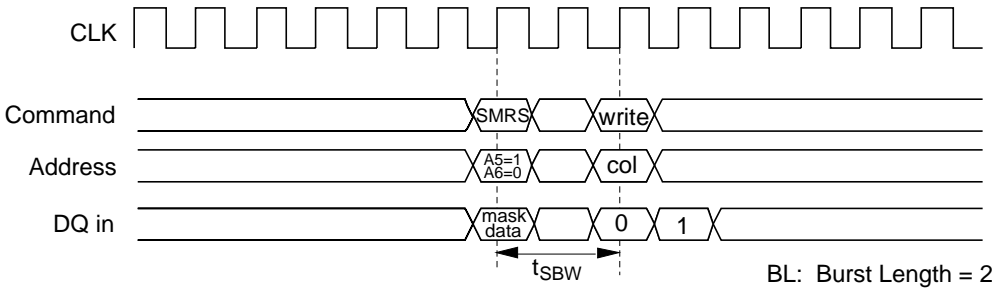 CLK
Command SMRS write
Address A5=1 A6=0 col
DQ in mask data 0 1
tSBW
BL: Burst Length = 2